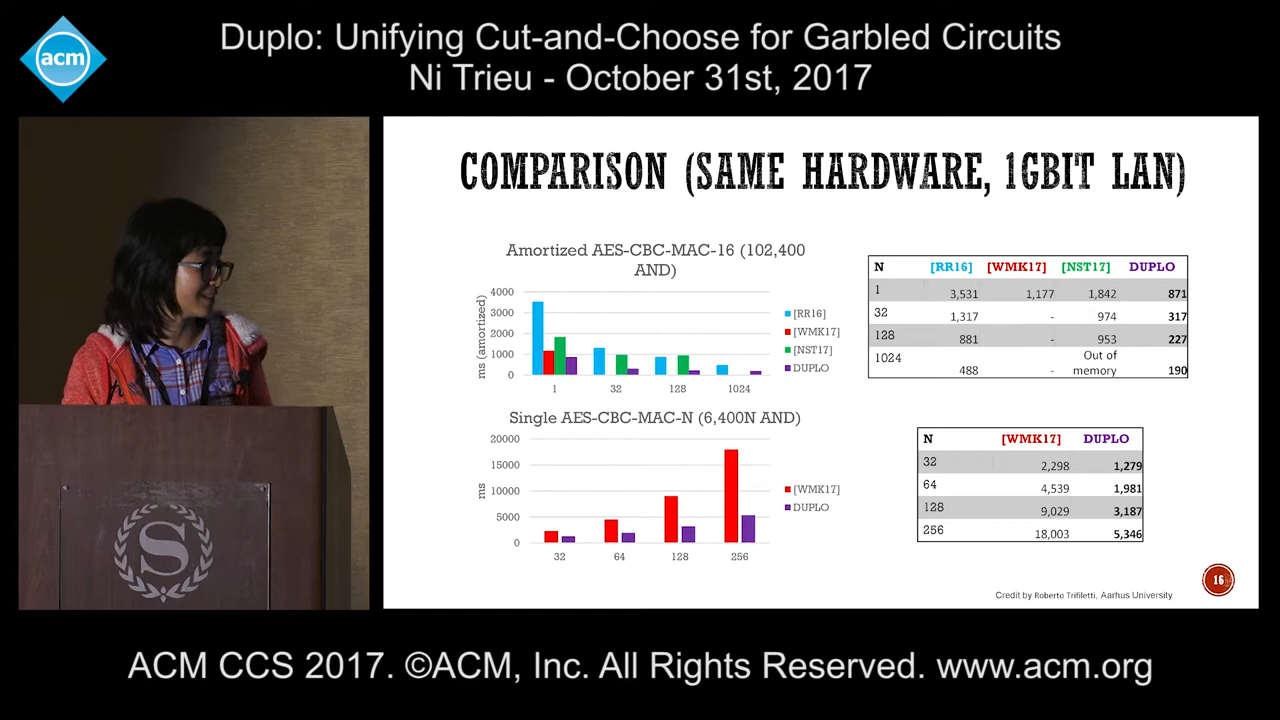 acm
Duplo: Unifying Cut-and-Choose for Garbled Circuits
Ni Trieu - October 31st, 2017
COMPARISON (SAME HARDWARE, 1GBIT LAN)
Amortized AES-CBC-MAC-16 (102,400
AND)
ms (amortized)
4000
3000
2000
1000
0
1 32 128 1024
[RR16]
[WMK17]
[NST17]
DUPLO
N [RR16] [WMK17] [NST17] DUPLO
1 3,531 1,177 1,842 871
32 1,317 - 974 317
128 881 - 953 227
1024 488 - Out of memory 190
Single AES-CBC-MAC-N (6,400N AND)
ms
20000
15000
10000
5000
0
32 64 128 256
[WMK17]
DUPLO
N [WMK17] DUPLO
32 2,298 1,279
64 4,539 1,981
128 9,029 3,187
256 18,003 5,346
16
Credit by Roberto Trifiletti, Aarhus University
S
ACM CCS 2017. ©ACM, Inc. All Rights Reserved. www.acm.org